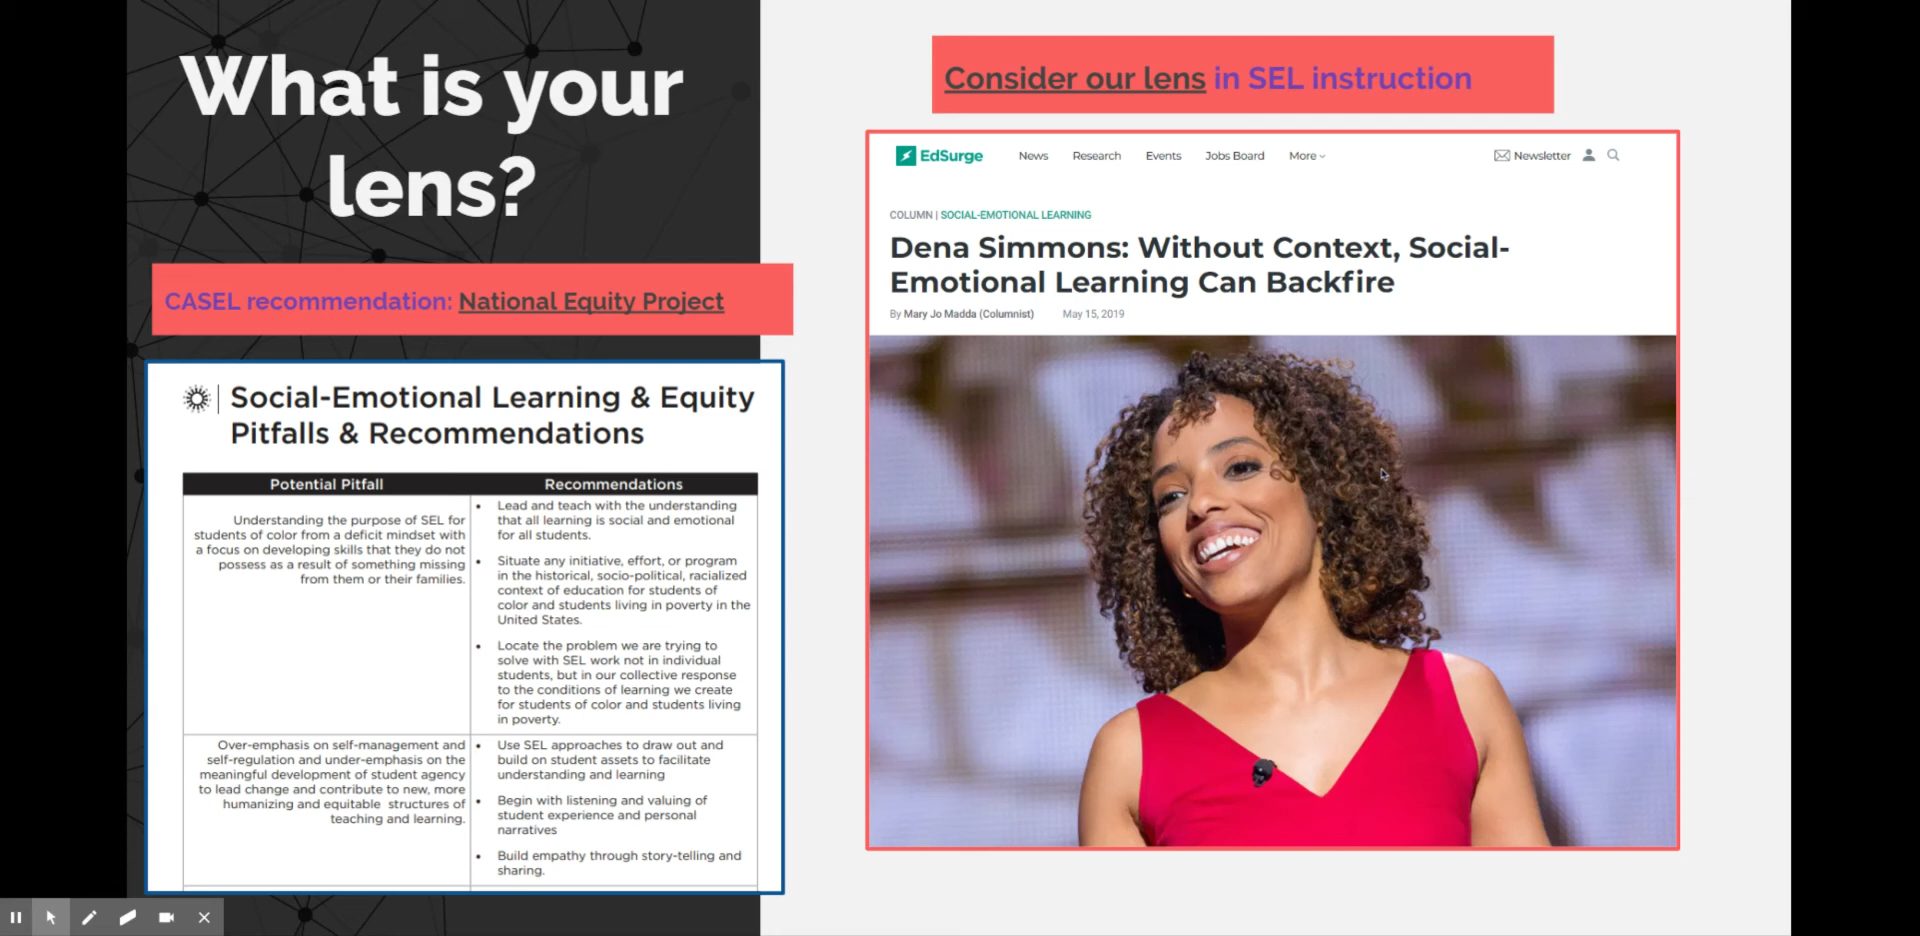 What is your
lens?
CASEL recommendation: National Equity Project
Social-Emotional Learning & Equity
Pitfalls & Recommendations
Potential Pitfall
Recommendations
Understanding the purpose of SEL for
students of color from a deficit mindset with
a focus on developing skills that they do not
possess as a result of something missing
from them or their families.
• Lead and teach with the understanding
that all learning is social and emotional
for all students.
• Situate any initiative, effort, or program
in the historical, socio-political, racialized
context of education for students of
color and students living in poverty in the
United States.
• Locate the problem we are trying to
solve with SEL work not in individual
students, but in our collective response
to the conditions of learning we create
for students of color and students living
in poverty.
Over-emphasis on self-management and
self-regulation and under-emphasis on the
meaningful development of student agency
to lead change and contribute to new, more
humanizing and equitable structures of
teaching and learning.
• Use SEL approaches to draw out and
build on student assets to facilitate
understanding and learning
• Begin with listening and valuing of
student experience and personal
narratives
• Build empathy through story-telling and
sharing.
Consider our lens in SEL instruction
EdSurge News Research Events Jobs Board More Newsletter
COLUMN | SOCIAL-EMOTIONAL LEARNING
Dena Simmons: Without Context, Social-
Emotional Learning Can Backfire
By Mary Jo Madda (Columnist) May 15, 2019